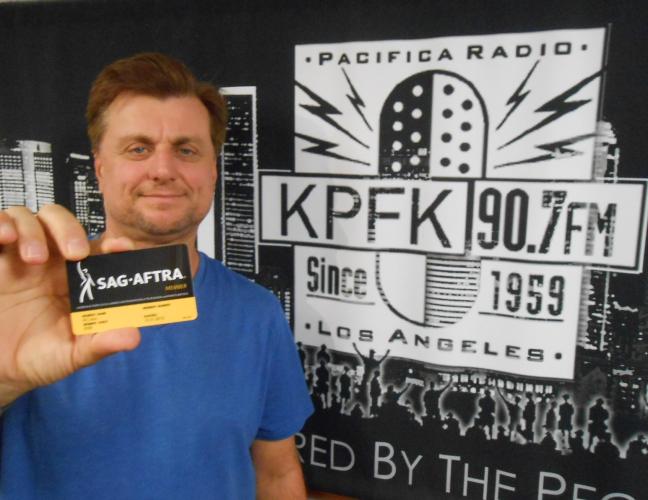 PACIFICA RADIO
KPFK 90.7FM
Since 1959
LOS ANGELES
RED BY THE PEO
SAG·AFTRA
MEMBER